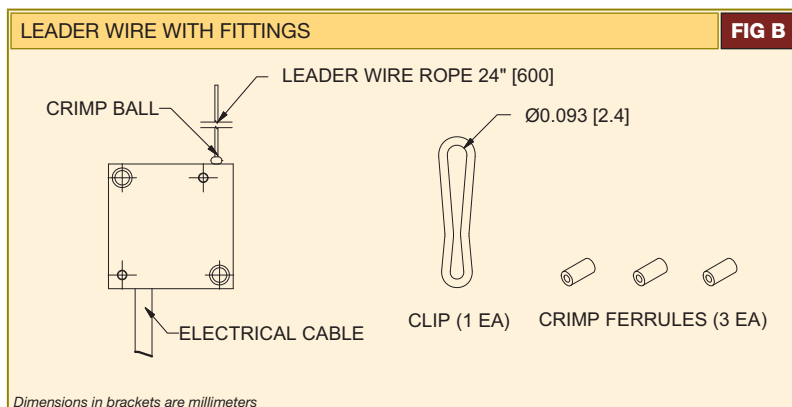 LEADER WIRE WITH FITTINGS
FIG B
LEADER WIRE ROPE 24" [600]
CRIMP BALL
Ø0.093 [2.4]
ELECTRICAL CABLE
CLIP (1 EA)
CRIMP FERRULES (3 EA)
Dimensions in brackets are millimeters